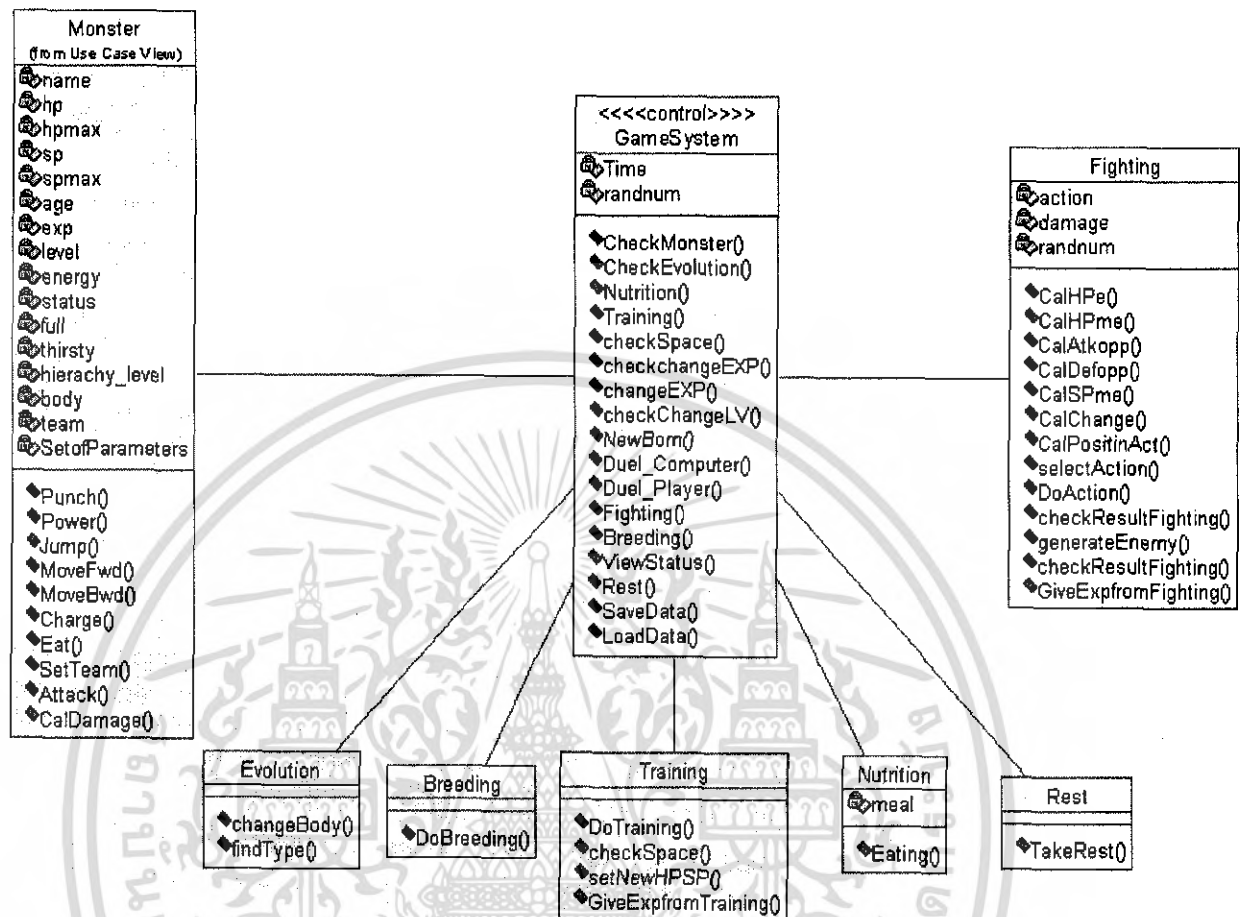 Monster
(from Use Case View)
name
hp
hpmax
sp
spmax
age
exp
level
energy
status
full
thirsty
hierachy_level
body
team
SetofParameters
Punch()
Power()
Jump()
MoveFwd()
MoveBwd()
Charge()
Eat()
SetTeam()
Attack()
CalDamage()
<<<<control>>>>
GameSystem
Time
randnum
CheckMonster()
CheckEvolution()
Nutrition()
Training()
checkSpace()
checkchangeEXP()
changeEXP()
checkChangeLV()
NewBorn()
Duel_Computer()
Duel_Player()
Fighting()
Breeding()
ViewStatus()
Rest()
SaveData()
LoadData()
Fighting
action
damage
randnum
CalHPe()
CalHPme()
CalAtkopp()
CalDefopp()
CalSPme()
CalChange()
CalPositinAct()
selectAction()
DoAction()
checkResultFighting()
generateEnemy()
checkResultFighting()
GiveExpfromFighting()
Evolution
changeBody()
findType()
Breeding
DoBreeding()
Training
DoTraining()
checkSpace()
setNewHPSP()
GiveExpfromTraining()
Nutrition
meal
Eating()
Rest
TakeRest()